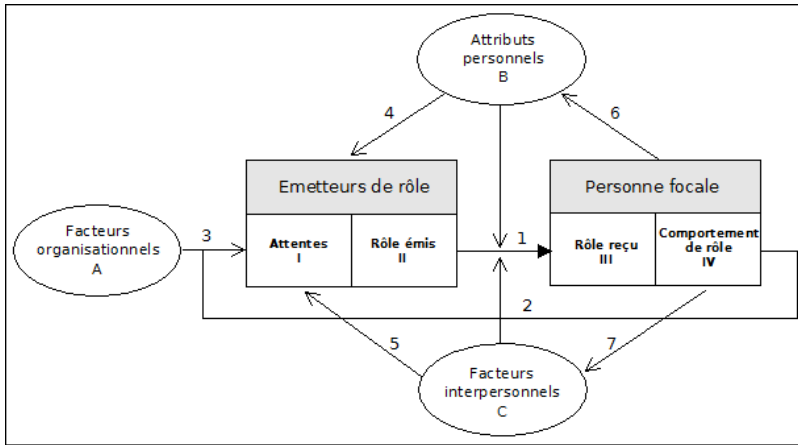 Attributs
personnels
B
4
6
Emetteurs de rôle
Personne focale
Facteurs
organisationnels
A
3
Attentes
I
Rôle émis
II
1
Rôle reçu
III
Comportement
de rôle
IV
2
5
7
Facteurs
interpersonnels
C